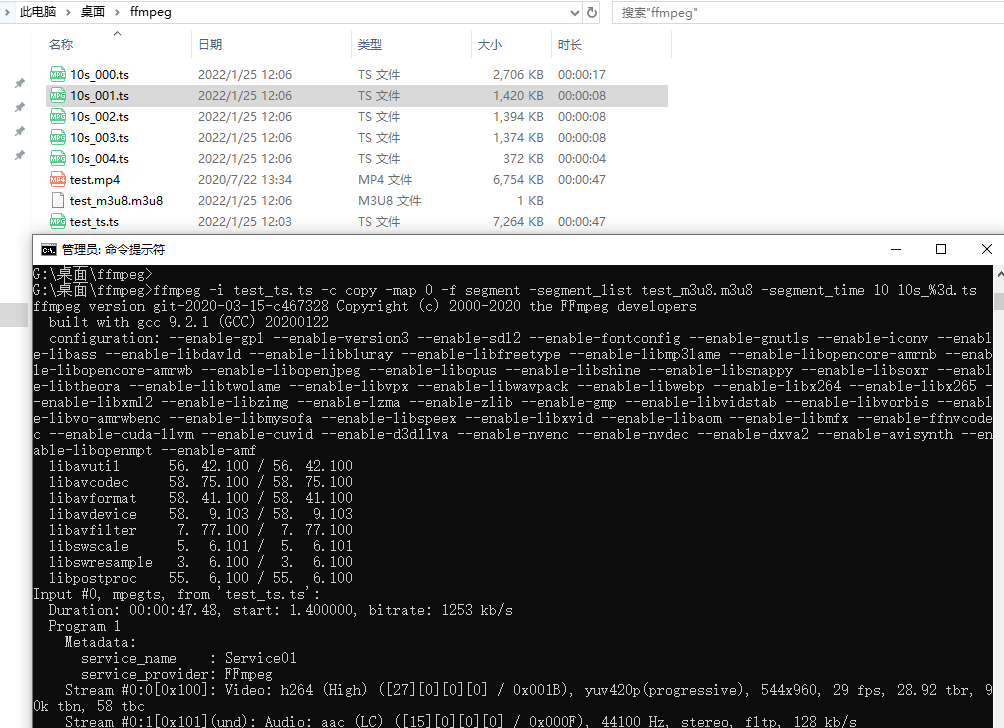 此电脑 > 桌面 > ffmpeg
搜索"ffmpeg"
名称 日期 类型 大小 时长
10s_000.ts 2022/1/25 12:06 TS 文件 2,706 KB 00:00:17
10s_001.ts 2022/1/25 12:06 TS 文件 1,420 KB 00:00:08
10s_002.ts 2022/1/25 12:06 TS 文件 1,394 KB 00:00:08
10s_003.ts 2022/1/25 12:06 TS 文件 1,374 KB 00:00:08
10s_004.ts 2022/1/25 12:06 TS 文件 372 KB 00:00:04
test.mp4 2020/7/22 13:34 MP4 文件 6,754 KB 00:00:47
test_m3u8.m3u8 2022/1/25 12:06 M3U8 文件 1 KB
test_ts.ts 2022/1/25 12:03 TS 文件 7,264 KB 00:00:47
管理员: 命令提示符
G:\桌面\ffmpeg>
G:\桌面\ffmpeg>ffmpeg -i test_ts.ts -c copy -map 0 -f segment -segment_list test_m3u8.m3u8 -segment_time 10 10s_%3d.ts
ffmpeg version git-2020-03-15-c467328 Copyright (c) 2000-2020 the FFmpeg developers
built with gcc 9.2.1 (GCC) 20200122
configuration: --enable-gpl --enable-version3 --enable-sdl2 --enable-fontconfig --enable-gnutls --enable-iconv --enabl
e-libass --enable-libdav1d --enable-libbluray --enable-libfreetype --enable-libmp3lame --enable-libopencore-amrnb --enab
le-libopencore-amrwb --enable-libopenjpeg --enable-libopus --enable-libshine --enable-libsnappy --enable-libsoxr --enabl
e-libtheora --enable-libtwolame --enable-libvpx --enable-libwavpack --enable-libwebp --enable-libx264 --enable-libx265 -
-enable-libxml2 --enable-libzimg --enable-lzma --enable-zlib --enable-gmp --enable-libvidstab --enable-libvorbis --enabl
e-libvo-amrwbenc --enable-libmysofa --enable-libspeex --enable-libxvid --enable-libaom --enable-libmfx --enable-ffnvcode
c --enable-cuda-llvm --enable-cuvid --enable-d3d11va --enable-nvenc --enable-nvdec --enable-dxva2 --enable-avisynth --en
able-libopenmpt --enable-amf
libavutil 56. 42.100 / 56. 42.100
libavcodec 58. 75.100 / 58. 75.100
libavformat 58. 41.100 / 58. 41.100
libavdevice 58. 9.103 / 58. 9.103
libavfilter 7. 77.100 / 7. 77.100
libswscale 5. 6.101 / 5. 6.101
libswresample 3. 6.100 / 3. 6.100
libpostproc 55. 6.100 / 55. 6.100
Input #0, mpegts, from 'test_ts.ts':
Duration: 00:00:47.48, start: 1.400000, bitrate: 1253 kb/s
Program 1
Metadata:
service_name : Service01
service_provider: FFmpeg
Stream #0:0[0x100]: Video: h264 (High) ([27][0][0][0] / 0x001B), yuv420p(progressive), 544x960, 29 fps, 28.92 tbr, 9
0k tbn, 58 tbc
Stream #0:1[0x101](und): Audio: aac (LC) ([15][0][0][0] / 0x000F), 44100 Hz, stereo, fltp, 128 kb/s